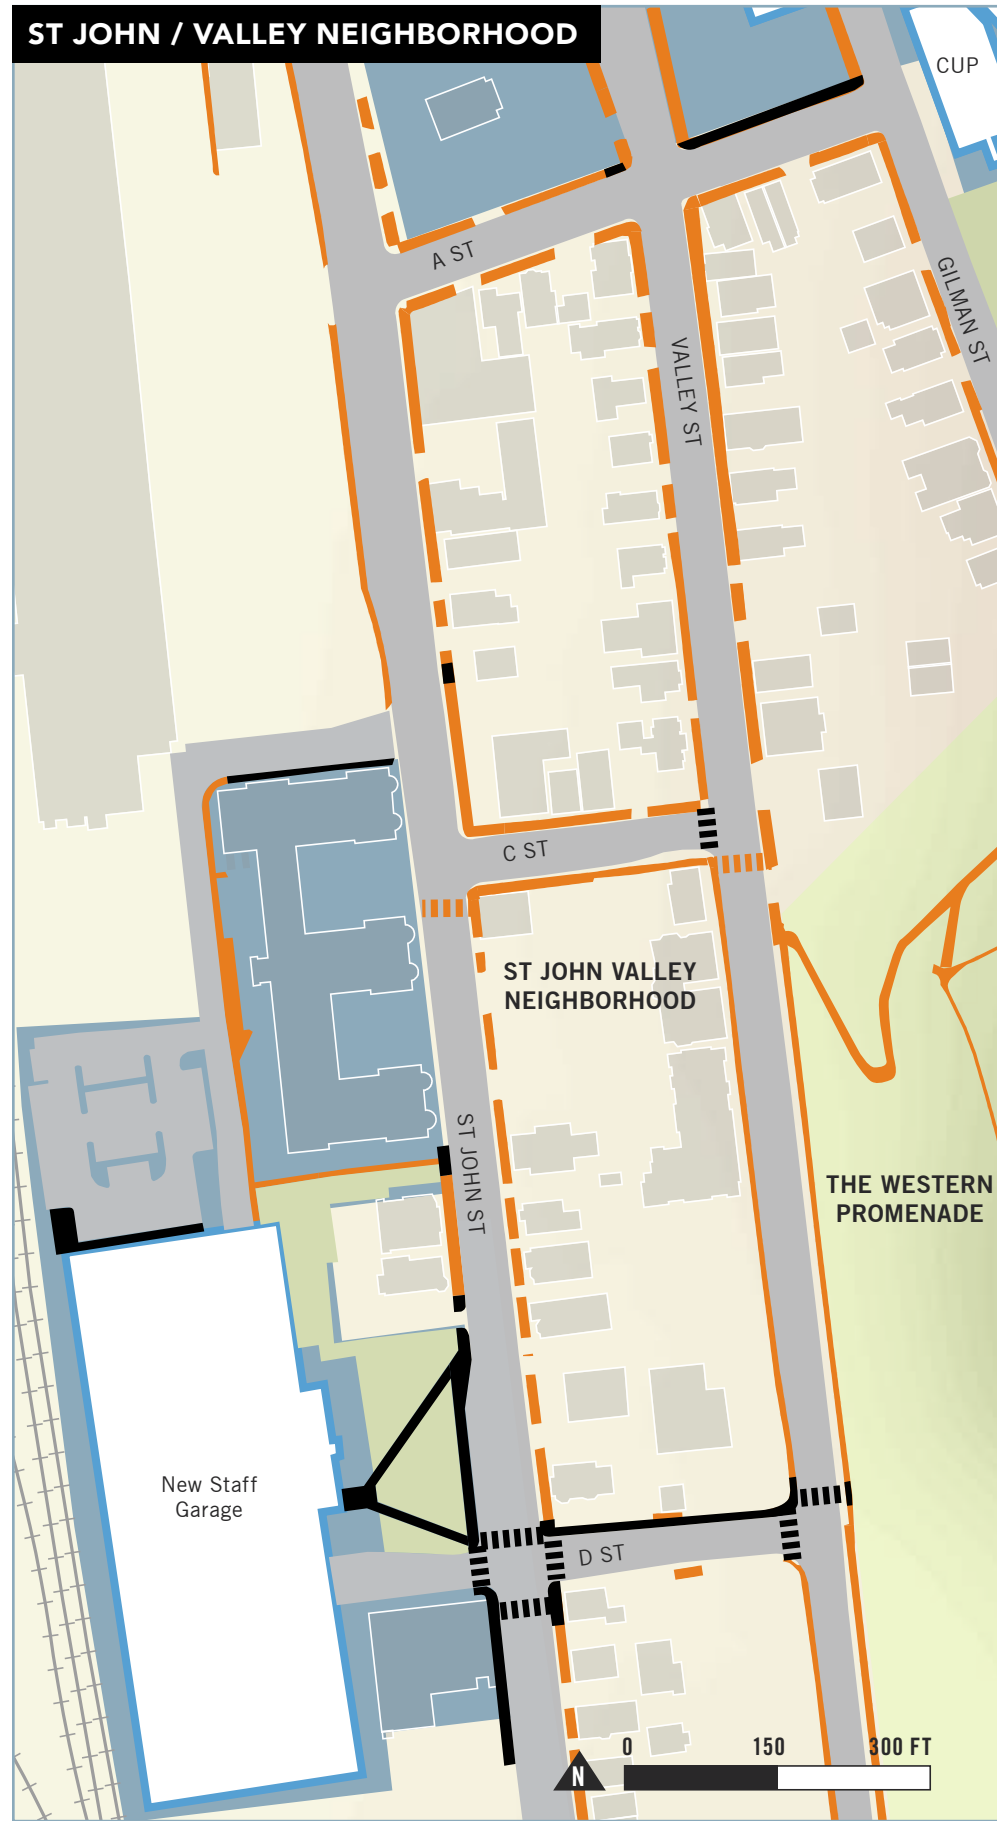 ST JOHN / VALLEY NEIGHBORHOOD
CUP
A ST
GILMAN ST
VALLEY ST
C ST
ST JOHN VALLEY
NEIGHBORHOOD
ST JOHN ST
THE WESTERN
PROMENADE
New Staff
Garage
D ST
0 150 300 FT
N